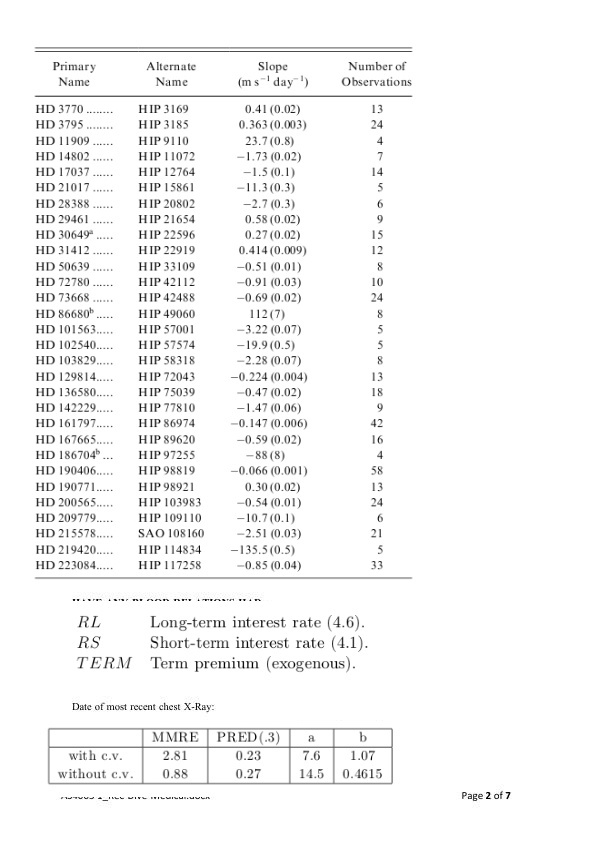 Primary Alternate Slope Number of
Name Name (m s⁻¹ day⁻¹) Observations
HD 3770 ........ HIP 3169 0.41 (0.02) 13
HD 3795 ........ HIP 3185 0.363 (0.003) 24
HD 11909 ...... HIP 9110 23.7 (0.8) 4
HD 14802 ...... HIP 11072 −1.73 (0.02) 7
HD 17037 ...... HIP 12764 −1.5 (0.1) 14
HD 21017 ...... HIP 15861 −11.3 (0.3) 5
HD 28388 ...... HIP 20802 −2.7 (0.3) 6
HD 29461 ...... HIP 21654 0.58 (0.02) 9
HD 30649ᵃ ..... HIP 22596 0.27 (0.02) 15
HD 31412 ...... HIP 22919 0.414 (0.009) 12
HD 50639 ...... HIP 33109 −0.51 (0.01) 8
HD 72780 ...... HIP 42112 −0.91 (0.03) 10
HD 73668 ...... HIP 42488 −0.69 (0.02) 24
HD 86680ᵇ ..... HIP 49060 112 (7) 8
HD 101563..... HIP 57001 −3.22 (0.07) 5
HD 102540..... HIP 57574 −19.9 (0.5) 5
HD 103829..... HIP 58318 −2.28 (0.07) 8
HD 129814..... HIP 72043 −0.224 (0.004) 13
HD 136580..... HIP 75039 −0.47 (0.02) 18
HD 142229..... HIP 77810 −1.47 (0.06) 9
HD 161797..... HIP 86974 −0.147 (0.006) 42
HD 167665..... HIP 89620 −0.59 (0.02) 16
HD 186704ᵇ ... HIP 97255 −88 (8) 4
HD 190406..... HIP 98819 −0.066 (0.001) 58
HD 190771..... HIP 98921 0.30 (0.02) 13
HD 200565..... HIP 103983 −0.54 (0.01) 24
HD 209779..... HIP 109110 −10.7 (0.1) 6
HD 215578..... SAO 108160 −2.51 (0.03) 21
HD 219420..... HIP 114834 −135.5 (0.5) 5
HD 223084..... HIP 117258 −0.85 (0.04) 33
RL Long-term interest rate (4.6).
RS Short-term interest rate (4.1).
TERM Term premium (exogenous).
Date of most recent chest X-Ray:
MMRE PRED(.3) a b
with c.v. 2.81 0.23 7.6 1.07
without c.v. 0.88 0.27 14.5 0.4615
Page 2 of 7